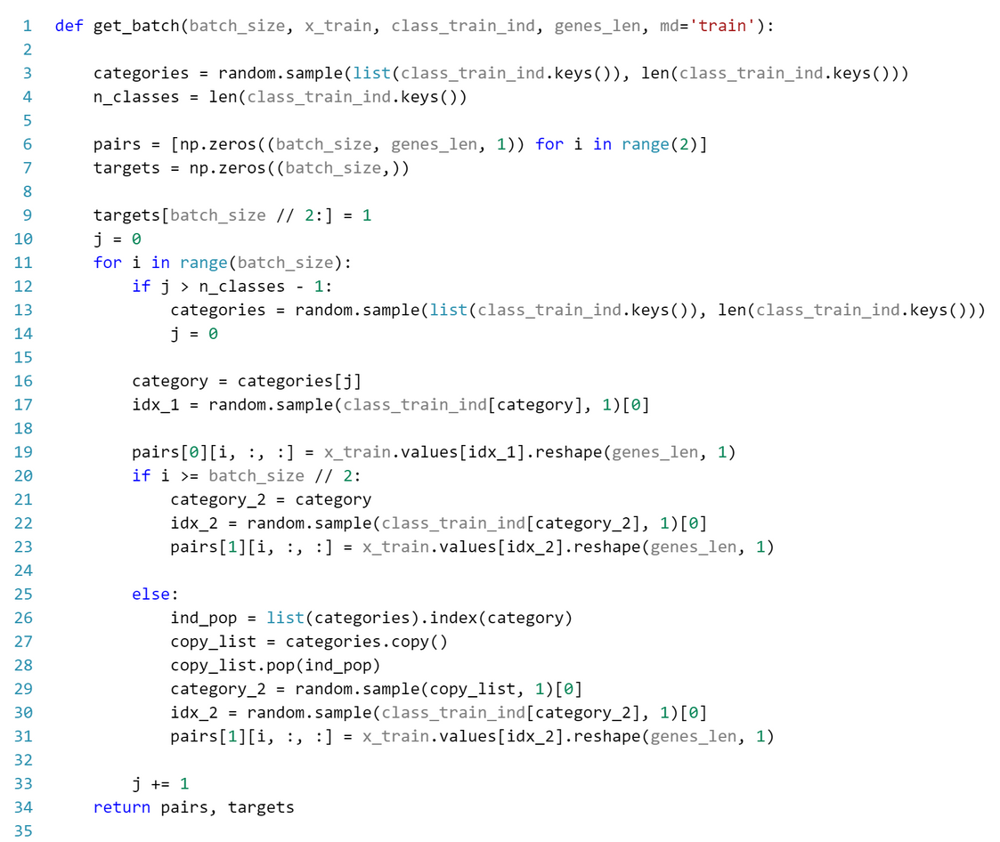 1 def get_batch(batch_size, x_train, class_train_ind, genes_len, md='train'):
2
3     categories = random.sample(list(class_train_ind.keys()), len(class_train_ind.keys()))
4     n_classes = len(class_train_ind.keys())
5
6     pairs = [np.zeros((batch_size, genes_len, 1)) for i in range(2)]
7     targets = np.zeros((batch_size,))
8
9     targets[batch_size // 2:] = 1
10     j = 0
11     for i in range(batch_size):
12         if j > n_classes - 1:
13             categories = random.sample(list(class_train_ind.keys()), len(class_train_ind.keys()))
14             j = 0
15
16         category = categories[j]
17         idx_1 = random.sample(class_train_ind[category], 1)[0]
18
19         pairs[0][i, :, :] = x_train.values[idx_1].reshape(genes_len, 1)
20         if i >= batch_size // 2:
21             category_2 = category
22             idx_2 = random.sample(class_train_ind[category_2], 1)[0]
23             pairs[1][i, :, :] = x_train.values[idx_2].reshape(genes_len, 1)
24
25         else:
26             ind_pop = list(categories).index(category)
27             copy_list = categories.copy()
28             copy_list.pop(ind_pop)
29             category_2 = random.sample(copy_list, 1)[0]
30             idx_2 = random.sample(class_train_ind[category_2], 1)[0]
31             pairs[1][i, :, :] = x_train.values[idx_2].reshape(genes_len, 1)
32
33         j += 1
34     return pairs, targets
35